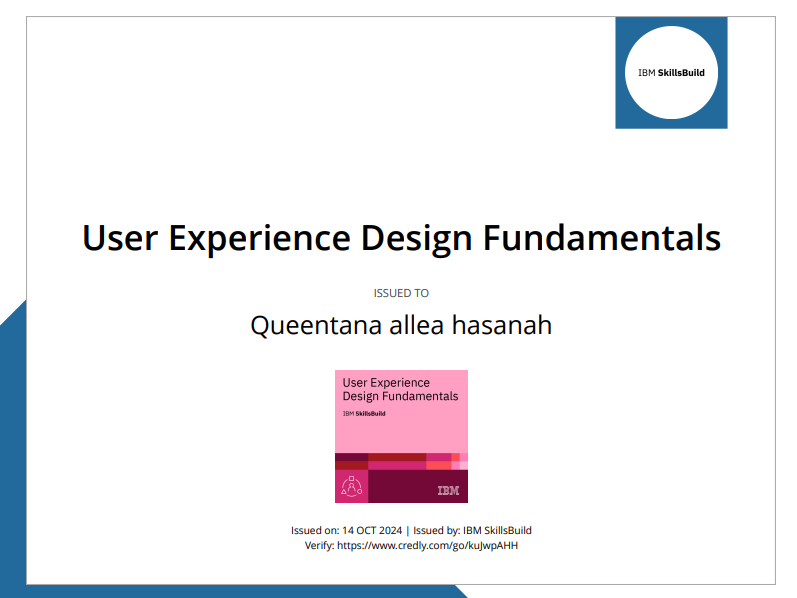 IBM SkillsBuild
User Experience Design Fundamentals
ISSUED TO
Queentana allea hasanah
User Experience
Design Fundamentals
IBM SkillsBuild
IBM
Issued on: 14 OCT 2024 | Issued by: IBM SkillsBuild
Verify: https://www.credly.com/go/kuJwpAHH